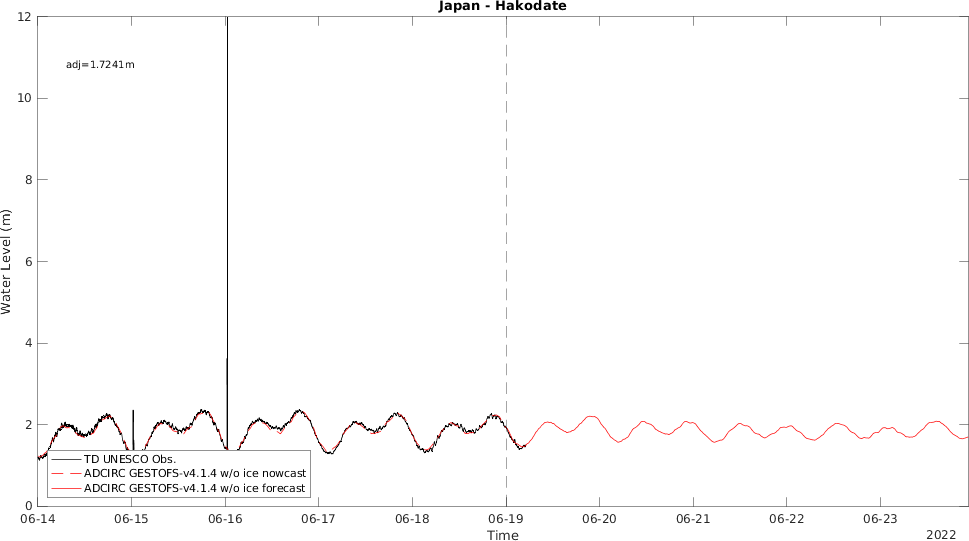 Japan - Hakodate
12
adj=1.7241m
10
8
6
Water Level (m)
4
2
TD UNESCO Obs.
ADCIRC GESTOFS-v4.1.4 w/o ice nowcast
ADCIRC GESTOFS-v4.1.4 w/o ice forecast
0
06-14 06-15 06-16 06-17 06-18 06-19 06-20 06-21 06-22 06-23
Time
2022